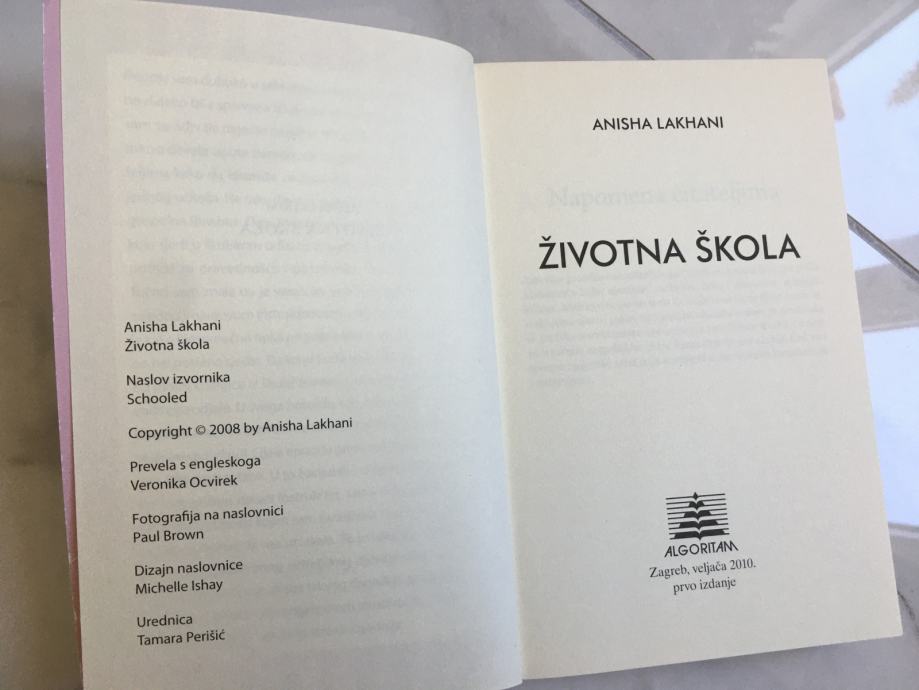 Anisha Lakhani
Životna škola
Naslov izvornika
Schooled
Copyright © 2008 by Anisha Lakhani
Prevela s engleskoga
Veronika Ocvirek
Fotografija na naslovnici
Paul Brown
Dizajn naslovnice
Michelle Ishay
Urednica
Tamara Perišić
ANISHA LAKHANI
Napomena čitateljima
ŽIVOTNA ŠKOLA
ALGORITAM
Zagreb, veljača 2010.
prvo izdanje